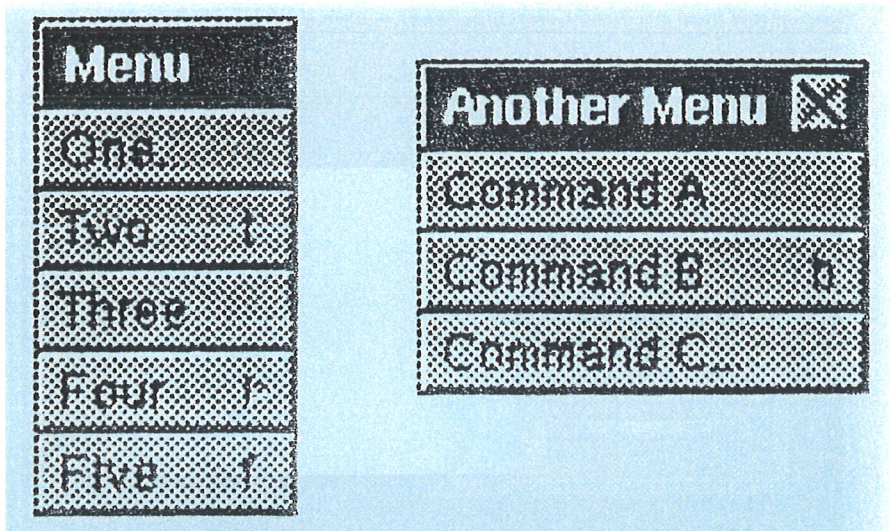 Menu
One...
Two t
Three
Four
Five f
Another Menu
Command A
Command B b
Command C...